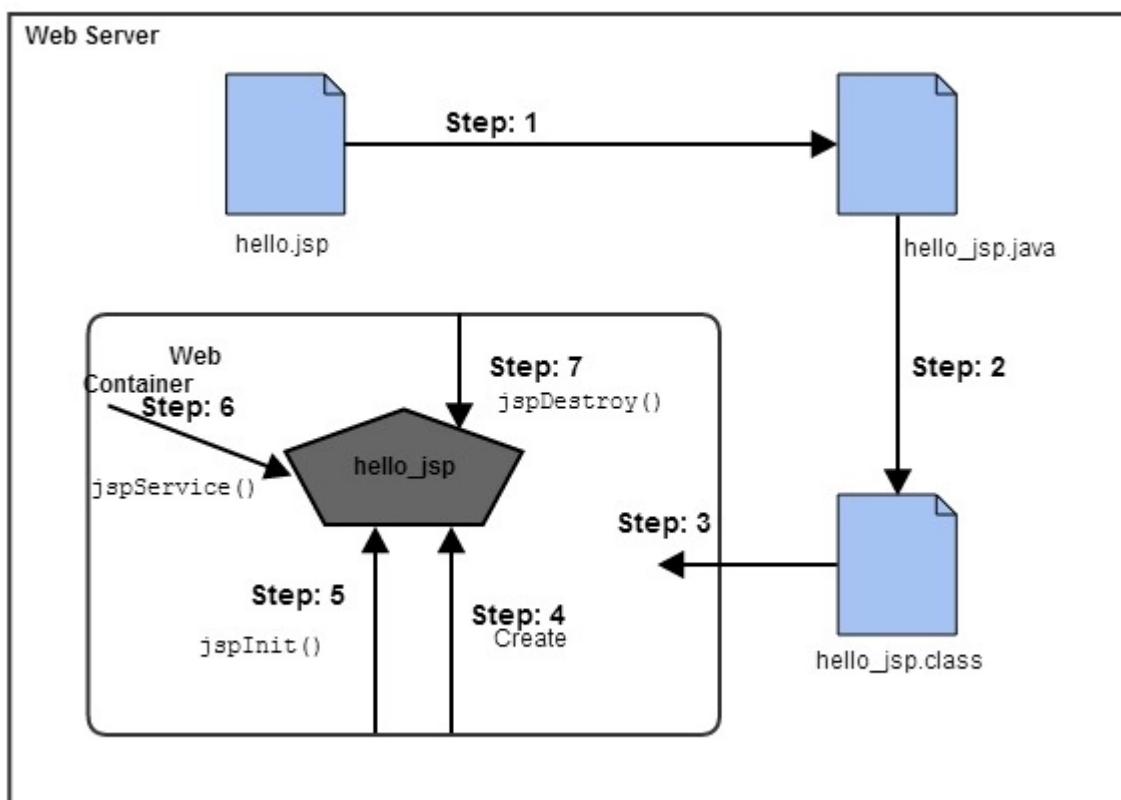 Web Server
Step: 1
hello.jsp
hello_jsp.java
Web
Container
Step: 7
jspDestroy()
Step: 2
Step: 6
hello_jsp
jspService()
Step: 3
Step: 5
Step: 4
Create
jspInit()
hello_jsp.class